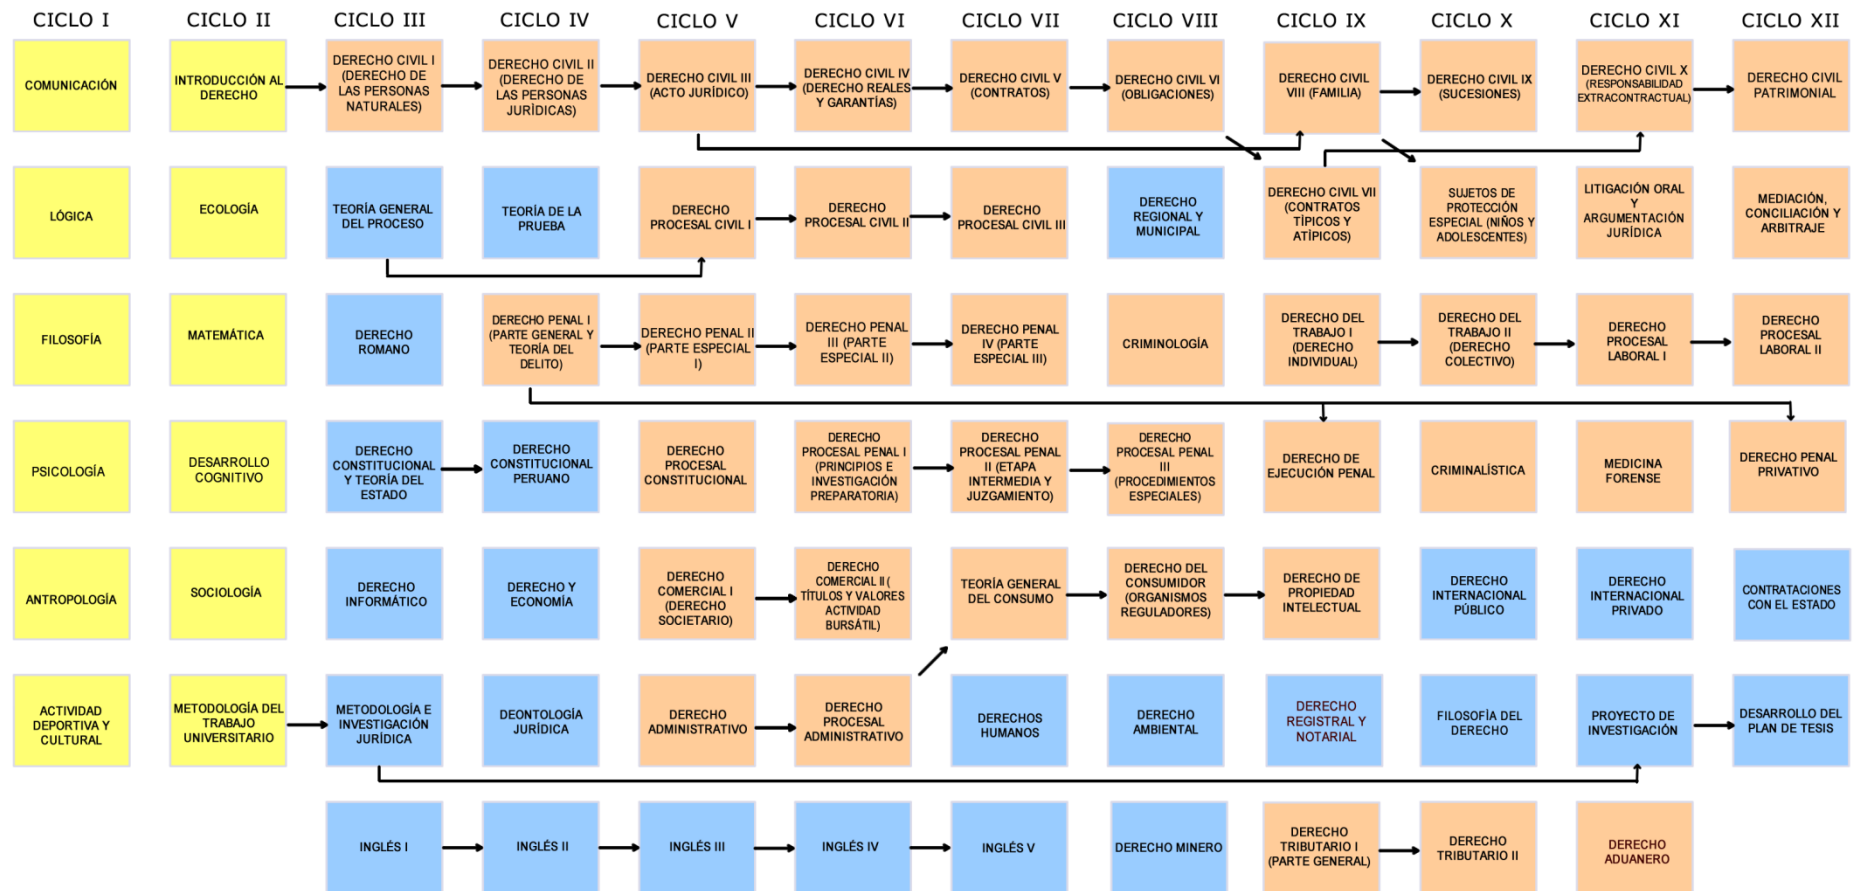 CICLO I
CICLO II
CICLO III
CICLO IV
CICLO V
CICLO VI
CICLO VII
CICLO VIII
CICLO IX
CICLO X
CICLO XI
CICLO XII
COMUNICACIÓN
INTRODUCCIÓN AL
DERECHO
DERECHO CIVIL I
(DERECHO DE
LAS PERSONAS
NATURALES)
DERECHO CIVIL II
(DERECHO DE
LAS PERSONAS
JURÍDICAS)
DERECHO CIVIL III
(ACTO JURÍDICO)
DERECHO CIVIL IV
(DERECHO REALES
Y GARANTÍAS)
DERECHO CIVIL V
(CONTRATOS)
DERECHO CIVIL VI
(OBLIGACIONES)
DERECHO CIVIL
VIII (FAMILIA)
DERECHO CIVIL IX
(SUCESIONES)
DERECHO CIVIL X
(RESPONSABILIDAD
EXTRACONTRACTUAL)
DERECHO CIVIL
PATRIMONIAL
LÓGICA
ECOLOGÍA
TEORÍA GENERAL
DEL PROCESO
TEORÍA DE LA
PRUEBA
DERECHO
PROCESAL CIVIL I
DERECHO
PROCESAL CIVIL II
DERECHO
PROCESAL CIVIL III
DERECHO
REGIONAL Y
MUNICIPAL
DERECHO CIVIL VII
(CONTRATOS
TÍPICOS Y
ATÍPICOS)
SUJETOS DE
PROTECCIÓN
ESPECIAL (NIÑOS Y
ADOLESCENTES)
LITIGACIÓN ORAL
Y
ARGUMENTACIÓN
JURÍDICA
MEDIACIÓN,
CONCILIACIÓN Y
ARBITRAJE
FILOSOFÍA
MATEMÁTICA
DERECHO
ROMANO
DERECHO PENAL I
(PARTE GENERAL Y
TEORÍA DEL
DELITO)
DERECHO PENAL II
(PARTE ESPECIAL
I)
DERECHO PENAL
III (PARTE
ESPECIAL II)
DERECHO PENAL
IV (PARTE
ESPECIAL III)
CRIMINOLOGÍA
DERECHO DEL
TRABAJO I
(DERECHO
INDIVIDUAL)
DERECHO DEL
TRABAJO II
(DERECHO
COLECTIVO)
DERECHO
PROCESAL
LABORAL I
DERECHO
PROCESAL
LABORAL II
PSICOLOGÍA
DESARROLLO
COGNITIVO
DERECHO
CONSTITUCIONAL
Y TEORÍA DEL
ESTADO
DERECHO
CONSTITUCIONAL
PERUANO
DERECHO
PROCESAL
CONSTITUCIONAL
DERECHO
PROCESAL PENAL I
(PRINCIPIOS E
INVESTIGACIÓN
PREPARATORIA)
DERECHO
PROCESAL PENAL
II (ETAPA
INTERMEDIA Y
JUZGAMIENTO)
DERECHO
PROCESAL PENAL
III
(PROCEDIMIENTOS
ESPECIALES)
DERECHO DE
EJECUCIÓN PENAL
CRIMINALÍSTICA
MEDICINA
FORENSE
DERECHO PENAL
PRIVATIVO
ANTROPOLOGÍA
SOCIOLOGÍA
DERECHO
INFORMÁTICO
DERECHO Y
ECONOMÍA
DERECHO
COMERCIAL I
(DERECHO
SOCIETARIO)
DERECHO
COMERCIAL II (
TÍTULOS Y VALORES
ACTIVIDAD
BURSÁTIL)
TEORÍA GENERAL
DEL CONSUMO
DERECHO DEL
CONSUMIDOR
(ORGANISMOS
REGULADORES)
DERECHO DE
PROPIEDAD
INTELECTUAL
DERECHO
INTERNACIONAL
PÚBLICO
DERECHO
INTERNACIONAL
PRIVADO
CONTRATACIONES
CON EL ESTADO
ACTIVIDAD
DEPORTIVA Y
CULTURAL
METODOLOGÍA DEL
TRABAJO
UNIVERSITARIO
METODOLOGÍA E
INVESTIGACIÓN
JURÍDICA
DEONTOLOGÍA
JURÍDICA
DERECHO
ADMINISTRATIVO
DERECHO
PROCESAL
ADMINISTRATIVO
DERECHOS
HUMANOS
DERECHO
AMBIENTAL
DERECHO
REGISTRAL Y
NOTARIAL
FILOSOFÌA DEL
DERECHO
PROYECTO DE
INVESTIGACIÓN
DESARROLLO DEL
PLAN DE TESIS
INGLÉS I
INGLÉS II
INGLÉS III
INGLÉS IV
INGLÉS V
DERECHO MINERO
DERECHO
TRIBUTARIO I
(PARTE GENERAL)
DERECHO
TRIBUTARIO II
DERECHO
ADUANERO